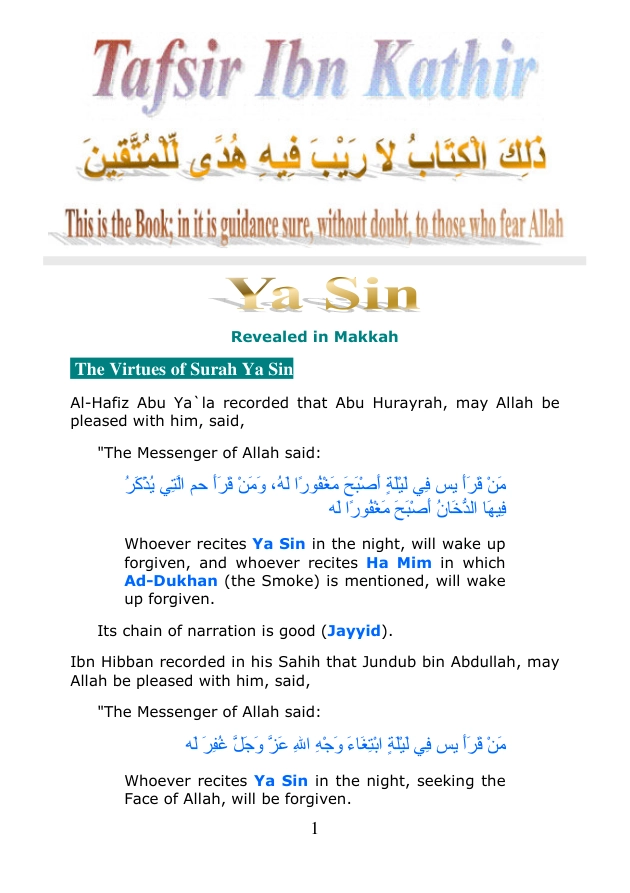 Tafsir Ibn Kathir
ذَلِكَ الْكِتَابُ لاَ رَيْبَ فِيهِ هُدًى لِّلْمُتَّقِينَ
This is the Book; in it is guidance sure, without doubt, to those who fear Allah
Ya Sin
Revealed in Makkah
The Virtues of Surah Ya Sin
Al-Hafiz Abu Ya`la recorded that Abu Hurayrah, may Allah be
pleased with him, said,
"The Messenger of Allah said:
مَنْ قَرَأَ يس فِي لَيْلَةٍ أَصْبَحَ مَغْفُورًا لَهُ، وَمَنْ قَرَأَ حم الَّتِي يُذْكَرُ
فِيهَا الدُّخَانُ أَصْبَحَ مَغْفُورًا لَه
Whoever recites Ya Sin in the night, will wake up
forgiven, and whoever recites Ha Mim in which
Ad-Dukhan (the Smoke) is mentioned, will wake
up forgiven.
Its chain of narration is good (Jayyid).
Ibn Hibban recorded in his Sahih that Jundub bin Abdullah, may
Allah be pleased with him, said,
"The Messenger of Allah said:
مَنْ قَرَأَ يس فِي لَيْلَةٍ ابْتِغَاءَ وَجْهِ اللهِ عَزَّ وَجَلَّ غُفِرَ لَه
Whoever recites Ya Sin in the night, seeking the
Face of Allah, will be forgiven.
1